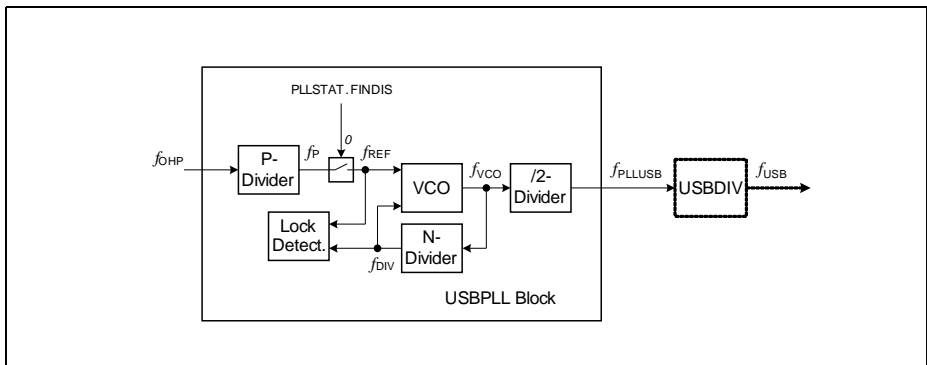 PLLSTAT.FINDIS
0
fOHP
P-
Divider
fP
fREF
VCO
fVCO
/2-
Divider
fPLLUSB
USBDIV
fUSB
Lock
Detect.
fDIV
N-
Divider
USBPLL Block